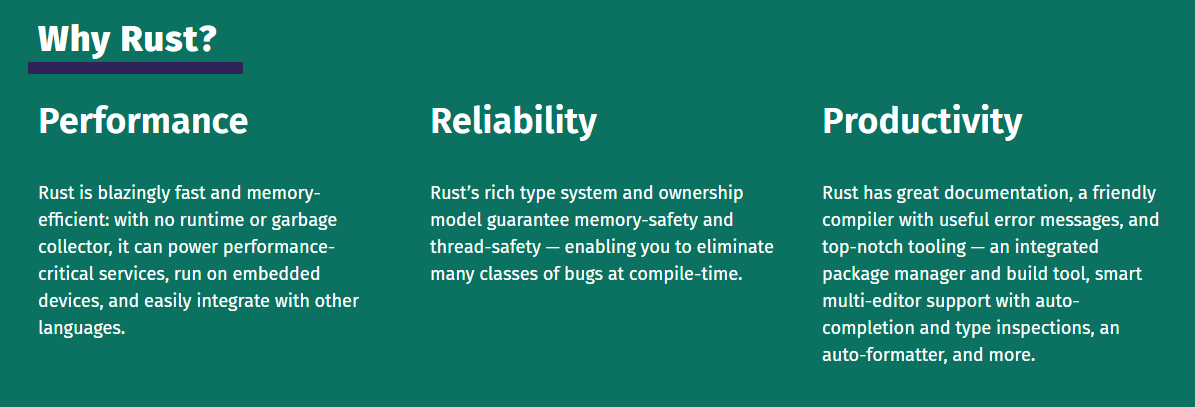 Why Rust?
Performance
Rust is blazingly fast and memory-
efficient: with no runtime or garbage
collector, it can power performance-
critical services, run on embedded
devices, and easily integrate with other
languages.
Reliability
Rust’s rich type system and ownership
model guarantee memory-safety and
thread-safety — enabling you to eliminate
many classes of bugs at compile-time.
Productivity
Rust has great documentation, a friendly
compiler with useful error messages, and
top-notch tooling — an integrated
package manager and build tool, smart
multi-editor support with auto-
completion and type inspections, an
auto-formatter, and more.